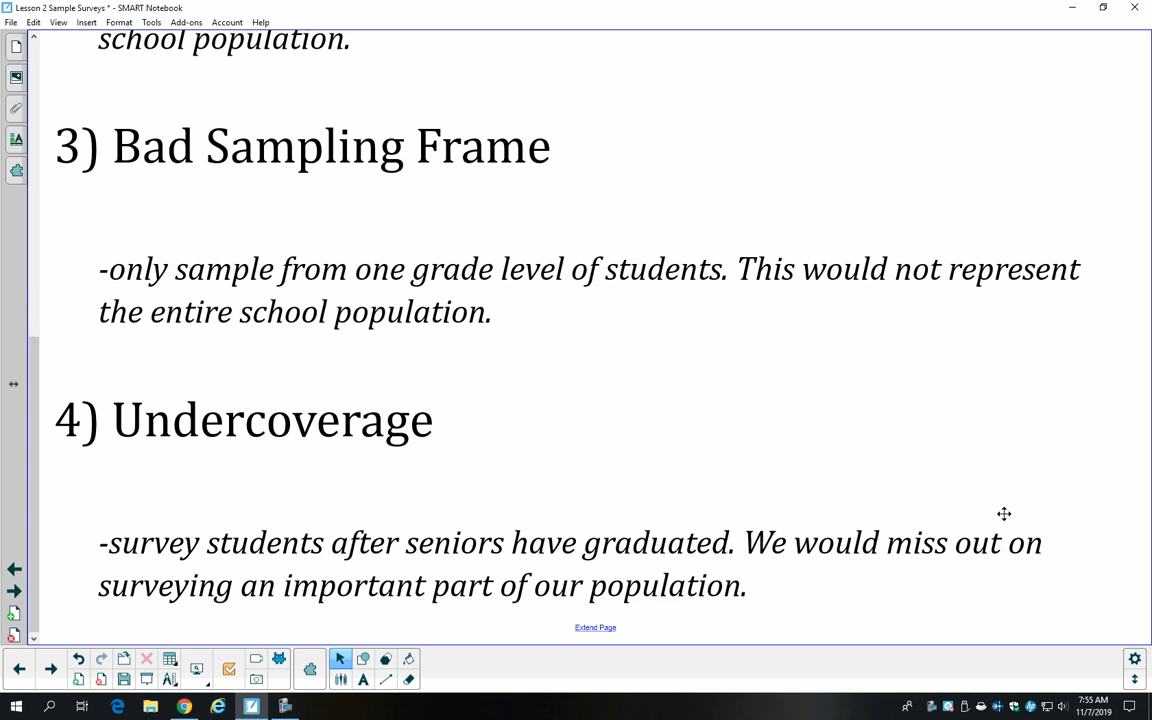 Lesson 2 Sample Surveys * - SMART Notebook
File Edit View Insert Format Tools Add-ons Account Help
school population.
3) Bad Sampling Frame
-only sample from one grade level of students. This would not represent
the entire school population.
4) Undercoverage
-survey students after seniors have graduated. We would miss out on
surveying an important part of our population.
Extend Page
7:55 AM
11/7/2019